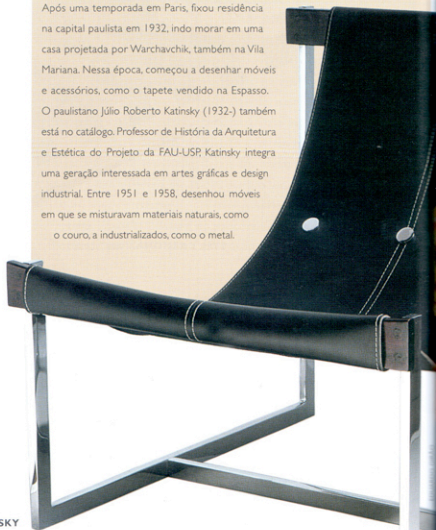 Após uma temporada em Paris, fixou residência
na capital paulista em 1932, indo morar em uma
casa projetada por Warchavchik, também na Vila
Mariana. Nessa época, começou a desenhar móveis
e acessórios, como o tapete vendido na Espasso.
O paulistano Júlio Roberto Katinsky (1932-) também
está no catálogo. Professor de História da Arquitetura
e Estética do Projeto da FAU-USP, Katinsky integra
uma geração interessada em artes gráficas e design
industrial. Entre 1951 e 1958, desenhou móveis
em que se misturavam materiais naturais, como
o couro, a industrializados, como o metal.
SKY